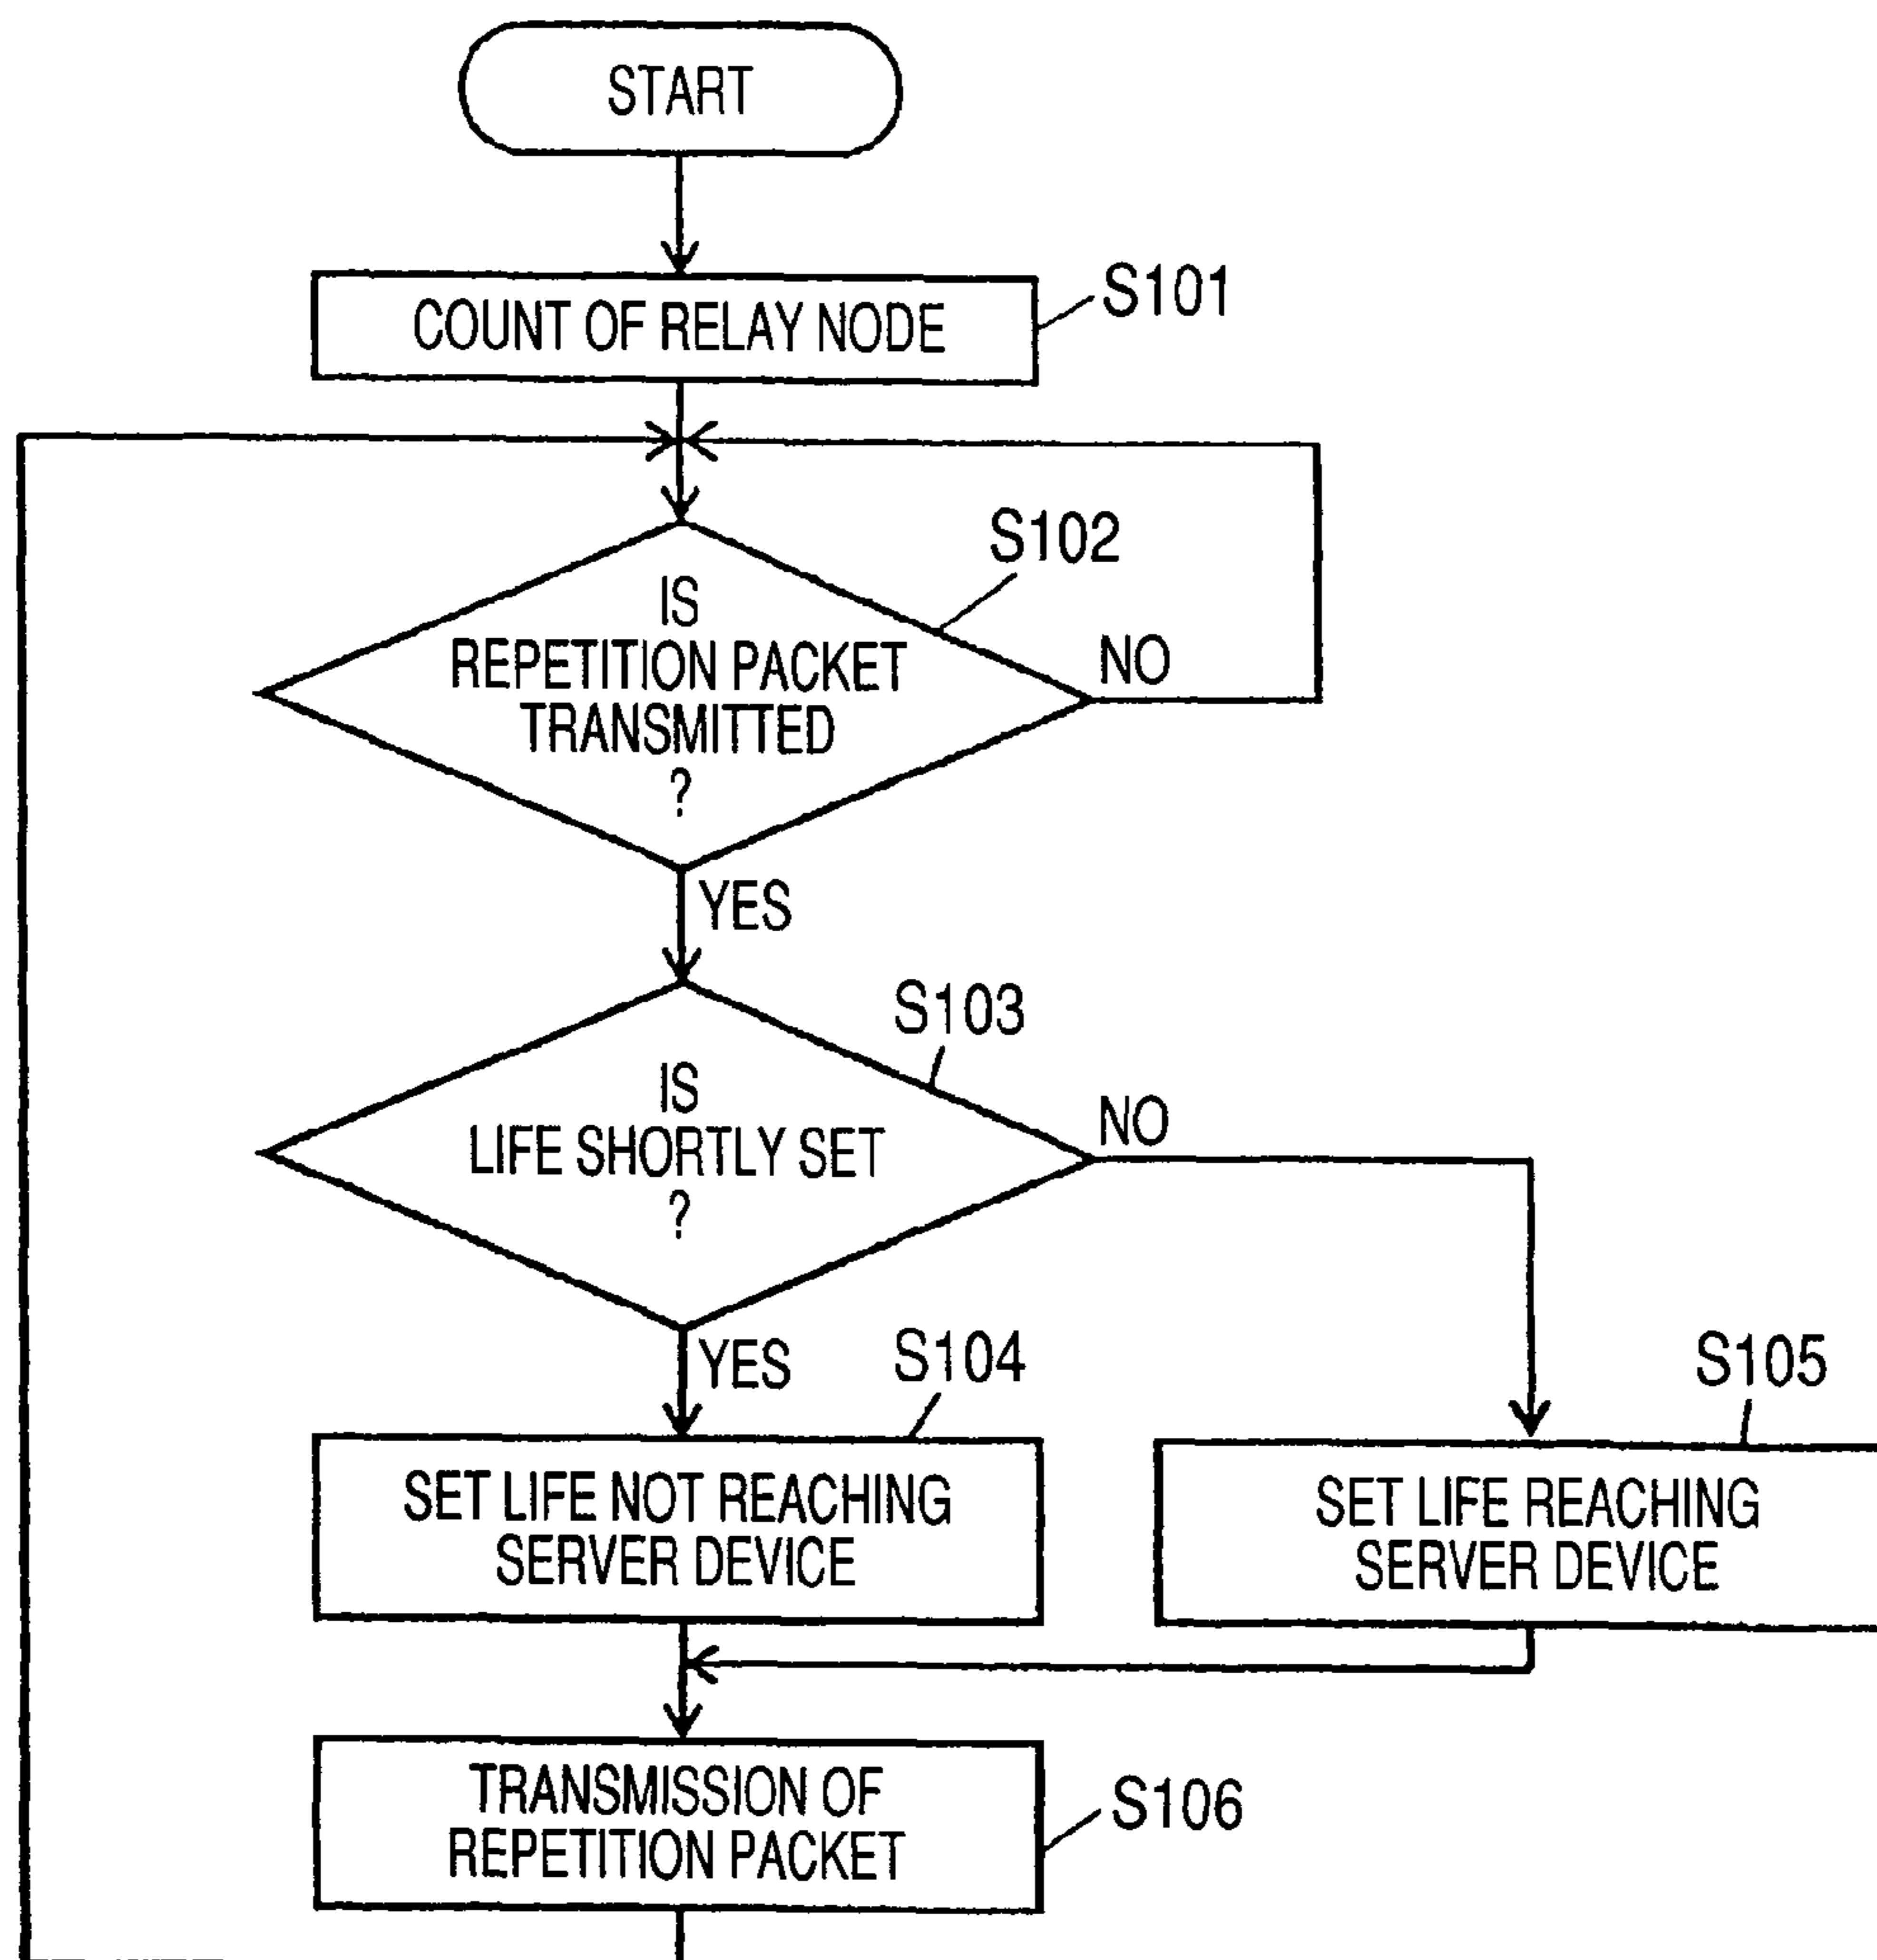 START
COUNT OF RELAY NODE
S101
S102
IS
REPETITION PACKET
TRANSMITTED
?
NO
YES
S103
IS
LIFE SHORTLY SET
?
NO
YES
S104
S105
SET LIFE NOT REACHING
SERVER DEVICE
SET LIFE REACHING
SERVER DEVICE
TRANSMISSION OF
REPETITION PACKET
S106